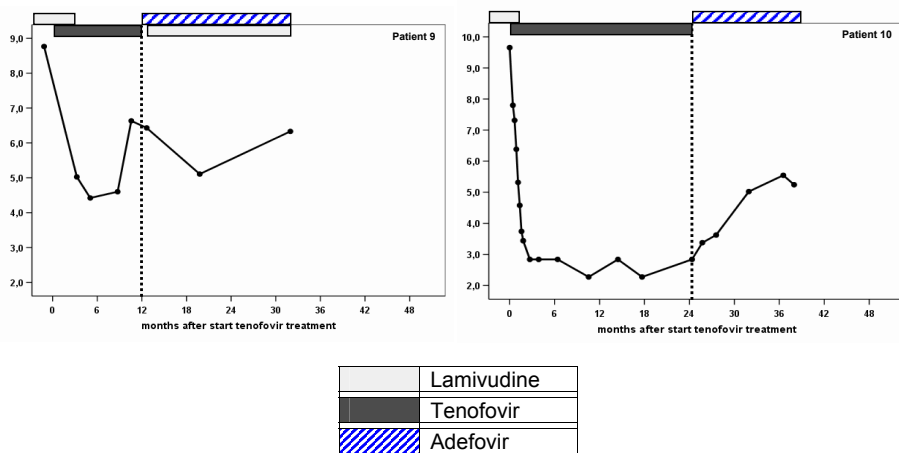 Patient 9
9,0
8,0
7,0
6,0
5,0
4,0
3,0
2,0
0 6 12 18 24 30 36 42 48
months after start tenofovir treatment
Patient 10
10,0
9,0
8,0
7,0
6,0
5,0
4,0
3,0
2,0
0 6 12 18 24 30 36 42 48
months after start tenofovir treatment
Lamivudine
Tenofovir
Adefovir